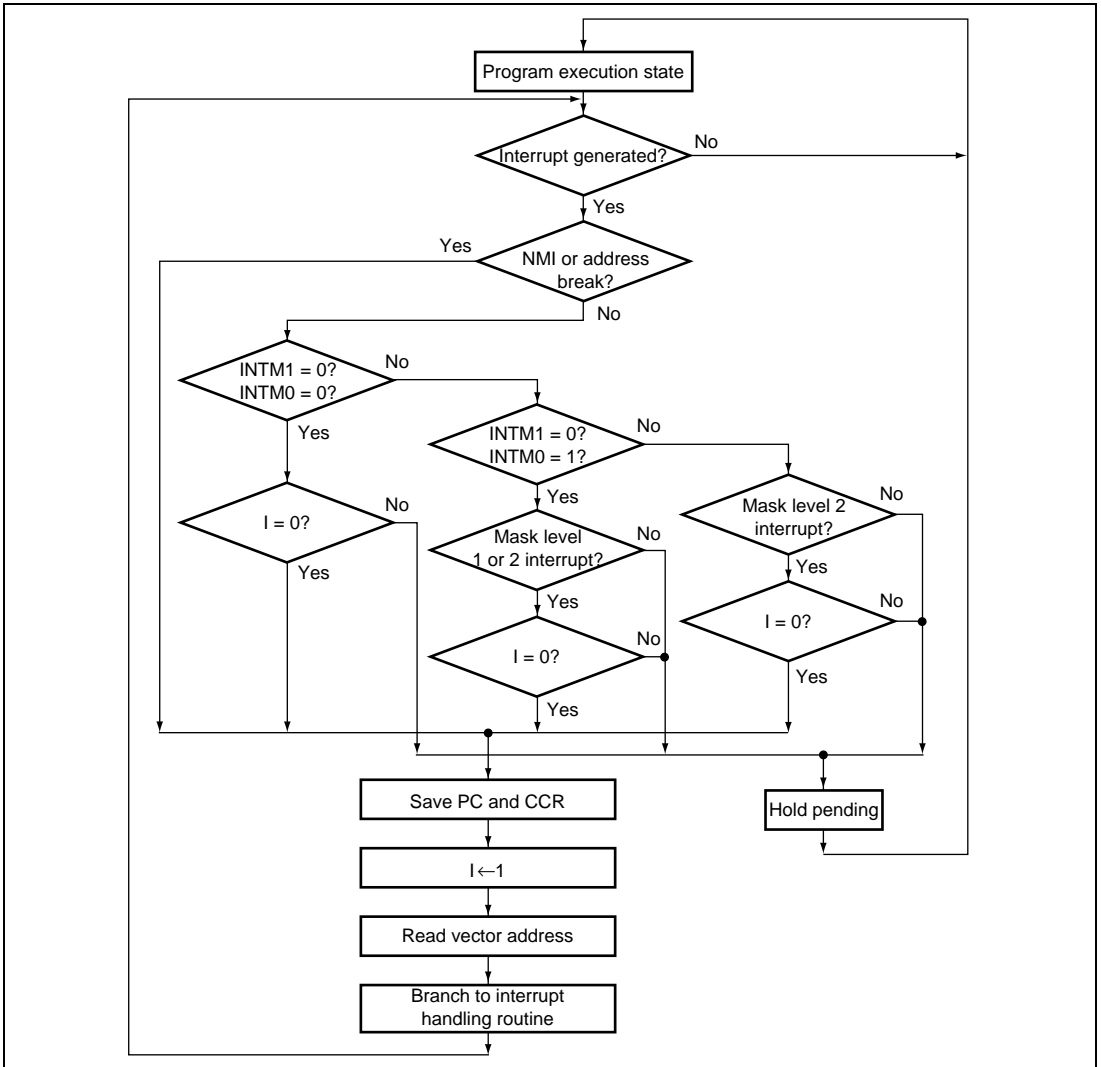 Program execution state
Interrupt generated?
No
Yes
Yes
NMI or address
break?
No
INTM1 = 0?
INTM0 = 0?
No
Yes
INTM1 = 0?
INTM0 = 1?
No
Yes
I = 0?
No
Yes
Mask level
1 or 2 interrupt?
No
Yes
Mask level 2
interrupt?
No
Yes
I = 0?
No
Yes
I = 0?
No
Yes
Save PC and CCR
Hold pending
I←1
Read vector address
Branch to interrupt
handling routine